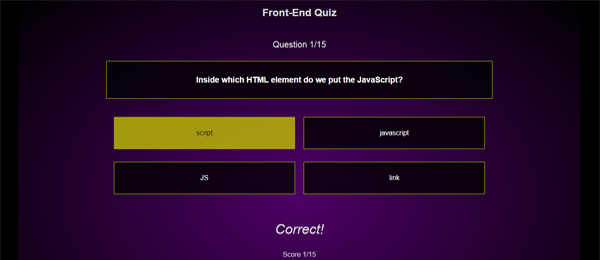 Front-End Quiz
Question 1/15
Inside which HTML element do we put the JavaScript?
script
javascript
JS
link
Correct!
Score 1/15